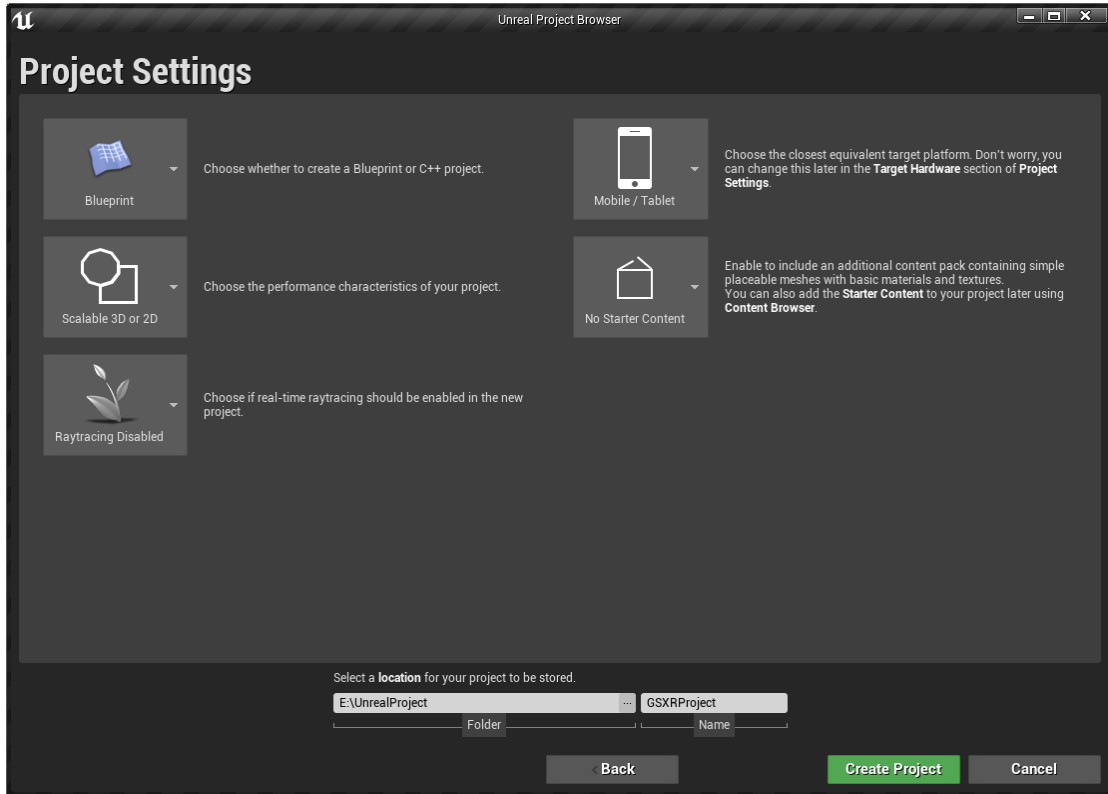 Unreal Project Browser
Project Settings
Blueprint
Choose whether to create a Blueprint or C++ project.
Mobile / Tablet
Choose the closest equivalent target platform. Don't worry, you
can change this later in the Target Hardware section of Project
Settings.
Scalable 3D or 2D
Choose the performance characteristics of your project.
No Starter Content
Enable to include an additional content pack containing simple
placeable meshes with basic materials and textures.
You can also add the Starter Content to your project later using
Content Browser.
Raytracing Disabled
Choose if real-time raytracing should be enabled in the new
project.
Select a location for your project to be stored.
E:\UnrealProject
...
GSXRProject
Folder
Name
< Back
Create Project
Cancel